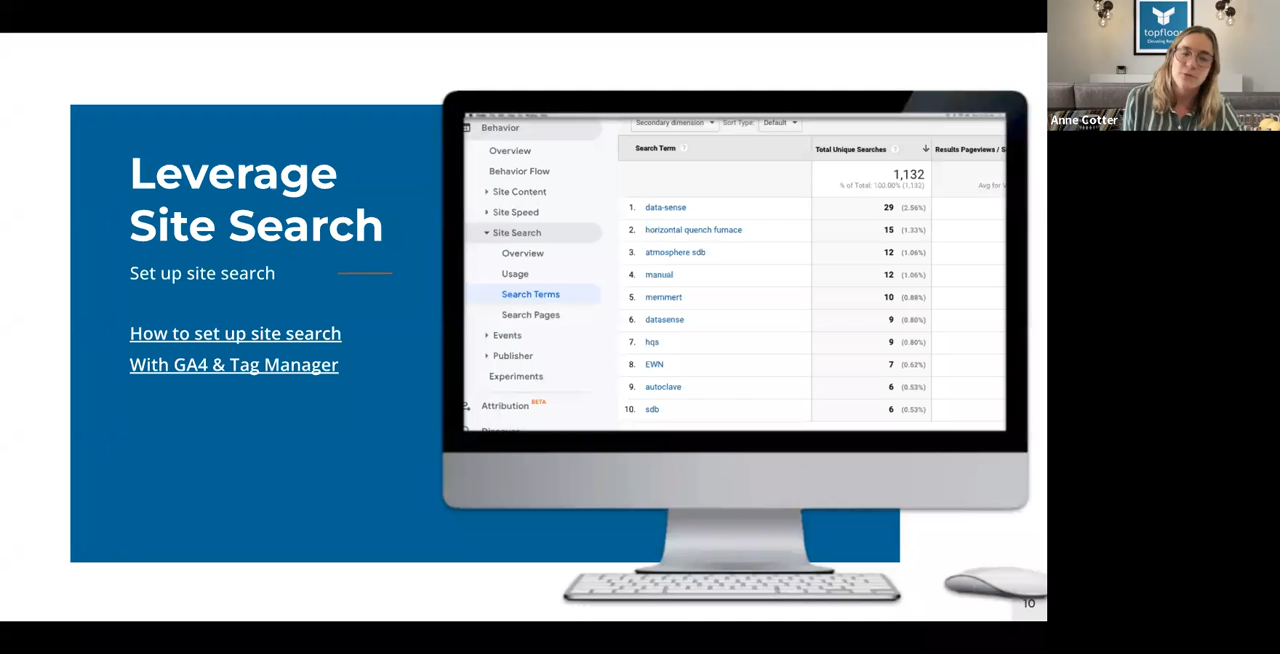 Leverage
Site Search
Set up site search
How to set up site search
With GA4 & Tag Manager
Behavior
Overview
Behavior Flow
Site Content
Site Speed
Site Search
Overview
Usage
Search Terms
Search Pages
Events
Publisher
Experiments
Attribution BETA
Secondary dimension Sort Type: Default
Search Term Total Unique Searches Results Pageviews / S
1,132
% of Total: 100.00% (1,132) Avg for V
1. data-sense 29 (2.56%)
2. horizontal quench furnace 15 (1.33%)
3. atmosphere sdb 12 (1.06%)
4. manual 12 (1.06%)
5. memmert 10 (0.88%)
6. datasense 9 (0.80%)
7. hqs 9 (0.80%)
8. EWN 7 (0.62%)
9. autoclave 6 (0.53%)
10. sdb 6 (0.53%)
10
topfloor
Anne Cotter